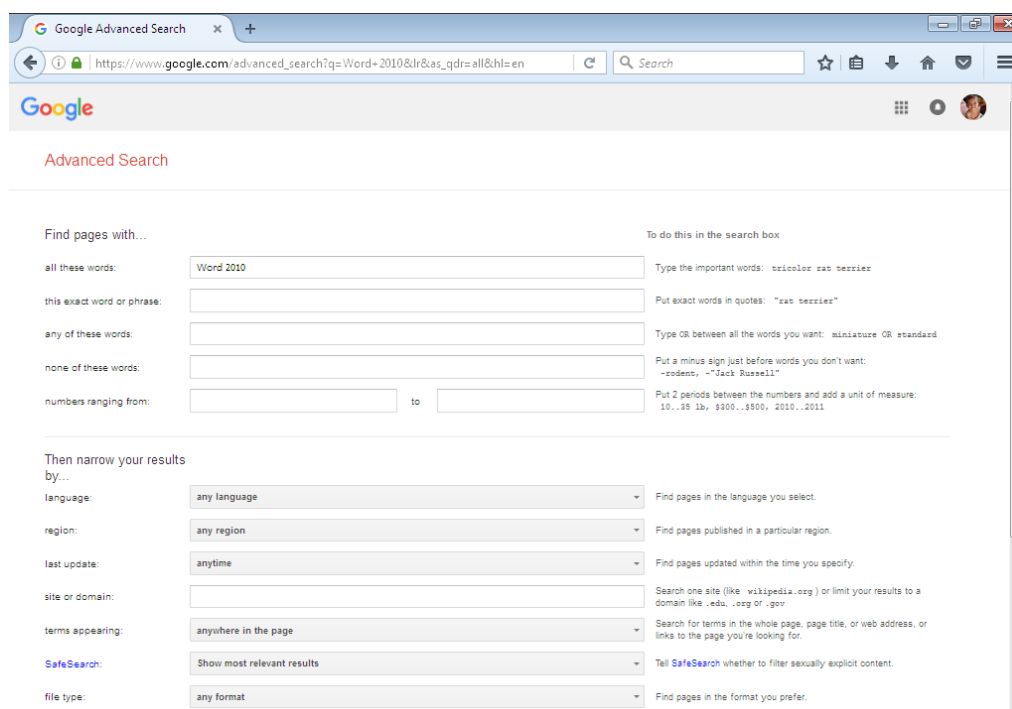 Google Advanced Search
https://www.google.com/advanced_search?q=Word+2010&lr&as_qdr=all&hl=en
Search
Google
Advanced Search
Find pages with...
To do this in the search box
all these words:
Word 2010
Type the important words: tricolor rat terrier
this exact word or phrase:
Put exact words in quotes: "rat terrier"
any of these words:
Type OR between all the words you want: miniature OR standard
none of these words:
Put a minus sign just before words you don't want:
-rodent, -"Jack Russell"
numbers ranging from:
to
Put 2 periods between the numbers and add a unit of measure:
10..35 lb, $300..$500, 2010..2011
Then narrow your results
by...
language:
any language
Find pages in the language you select.
region:
any region
Find pages published in a particular region.
last update:
anytime
Find pages updated within the time you specify.
site or domain:
Search one site (like wikipedia.org ) or limit your results to a
domain like .edu, .org or .gov
terms appearing:
anywhere in the page
Search for terms in the whole page, page title, or web address, or
links to the page you're looking for.
SafeSearch:
Show most relevant results
Tell SafeSearch whether to filter sexually explicit content.
file type:
any format
Find pages in the format you prefer.